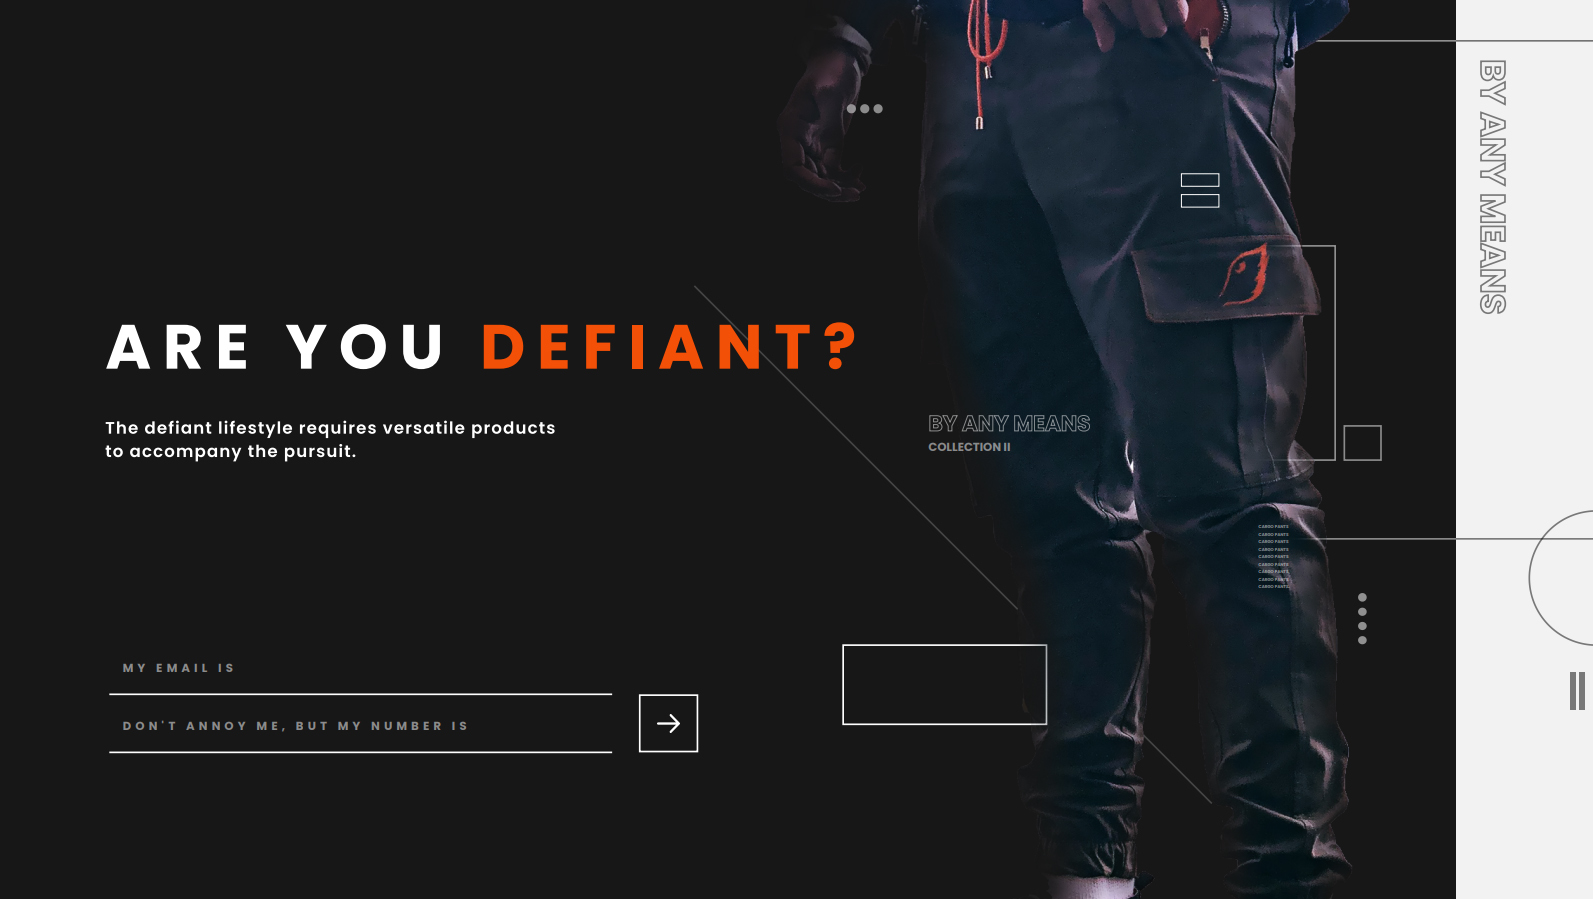 BY ANY MEANS
ARE YOU DEFIANT?
The defiant lifestyle requires versatile products
to accompany the pursuit.
BY ANY MEANS
COLLECTION II
CARGO PANTS
CARGO PANTS
CARGO PANTS
CARGO PANTS
CARGO PANTS
CARGO PANTS
CARGO PANTS
CARGO PANTS
CARGO PANTS
MY EMAIL IS
DON'T ANNOY ME, BUT MY NUMBER IS